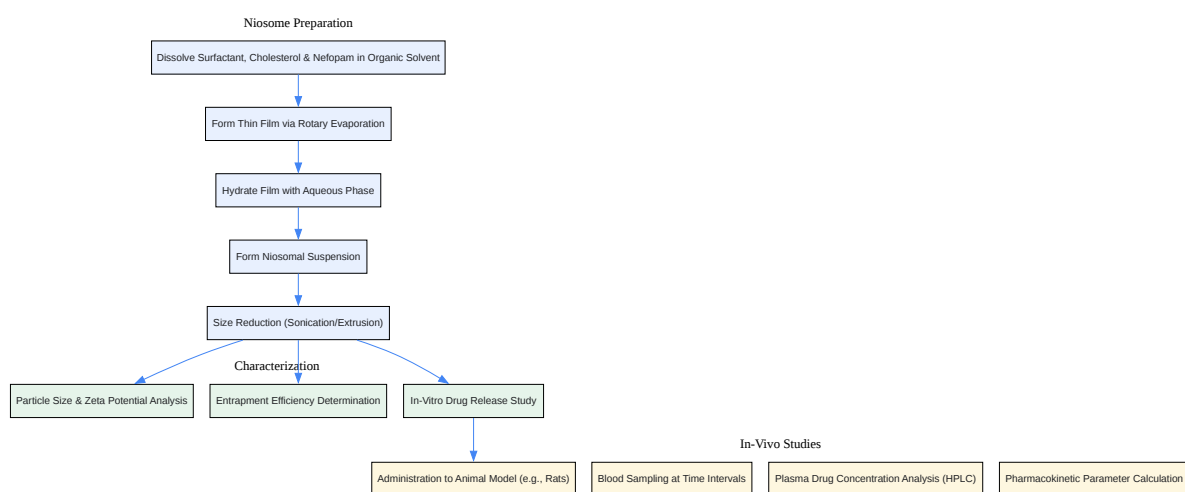 Niosome Preparation
Dissolve Surfactant, Cholesterol & Nefopam in Organic Solvent
Form Thin Film via Rotary Evaporation
Hydrate Film with Aqueous Phase
Form Niosomal Suspension
Size Reduction (Sonication/Extrusion)
Characterization
Particle Size & Zeta Potential Analysis
Entrapment Efficiency Determination
In-Vitro Drug Release Study
In-Vivo Studies
Administration to Animal Model (e.g., Rats)
Blood Sampling at Time Intervals
Plasma Drug Concentration Analysis (HPLC)
Pharmacokinetic Parameter Calculation